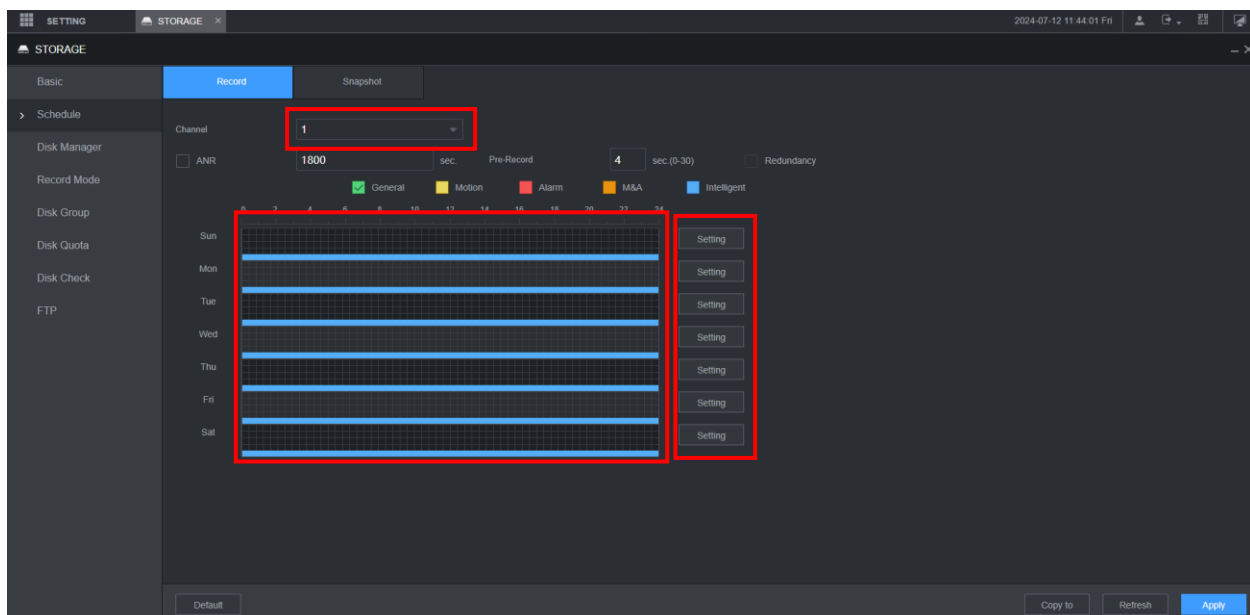 SETTING STORAGE × 2024-07-12 11:44:01 Fri
STORAGE
Basic
Schedule
Disk Manager
Record Mode
Disk Group
Disk Quota
Disk Check
FTP
Record Snapshot
Channel 1
ANR 1800 sec. Pre-Record 4 sec.(0-30) Redundancy
General Motion Alarm M&A Intelligent
0 2 4 6 8 10 12 14 16 18 20 22 24
Sun Setting
Mon Setting
Tue Setting
Wed Setting
Thu Setting
Fri Setting
Sat Setting
Default Copy to Refresh Apply